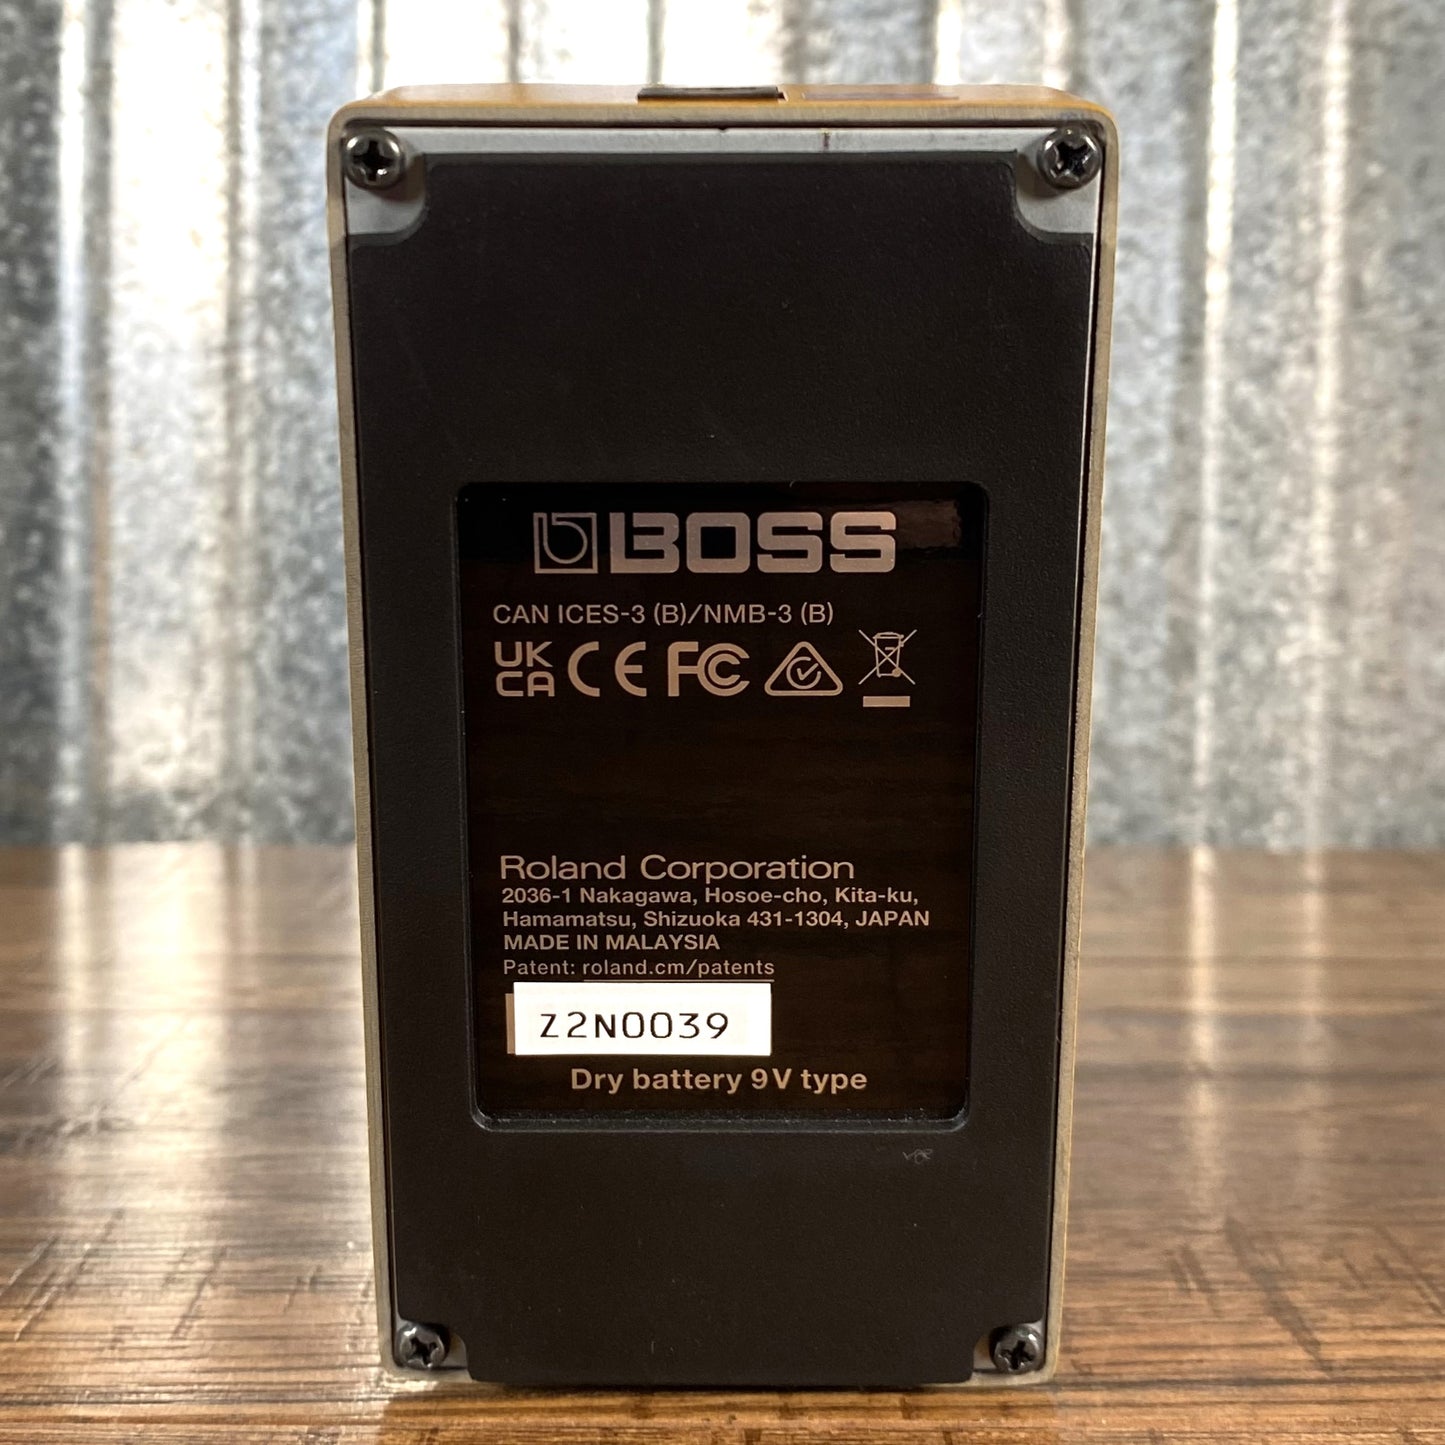 BOSS
CAN ICES-3 (B)/NMB-3 (B)
UK CA CE FC
Roland Corporation
2036-1 Nakagawa, Hosoe-cho, Kita-ku,
Hamamatsu, Shizuoka 431-1304, JAPAN
MADE IN MALAYSIA
Patent: roland.cm/patents
Z2N0039
Dry battery 9V type